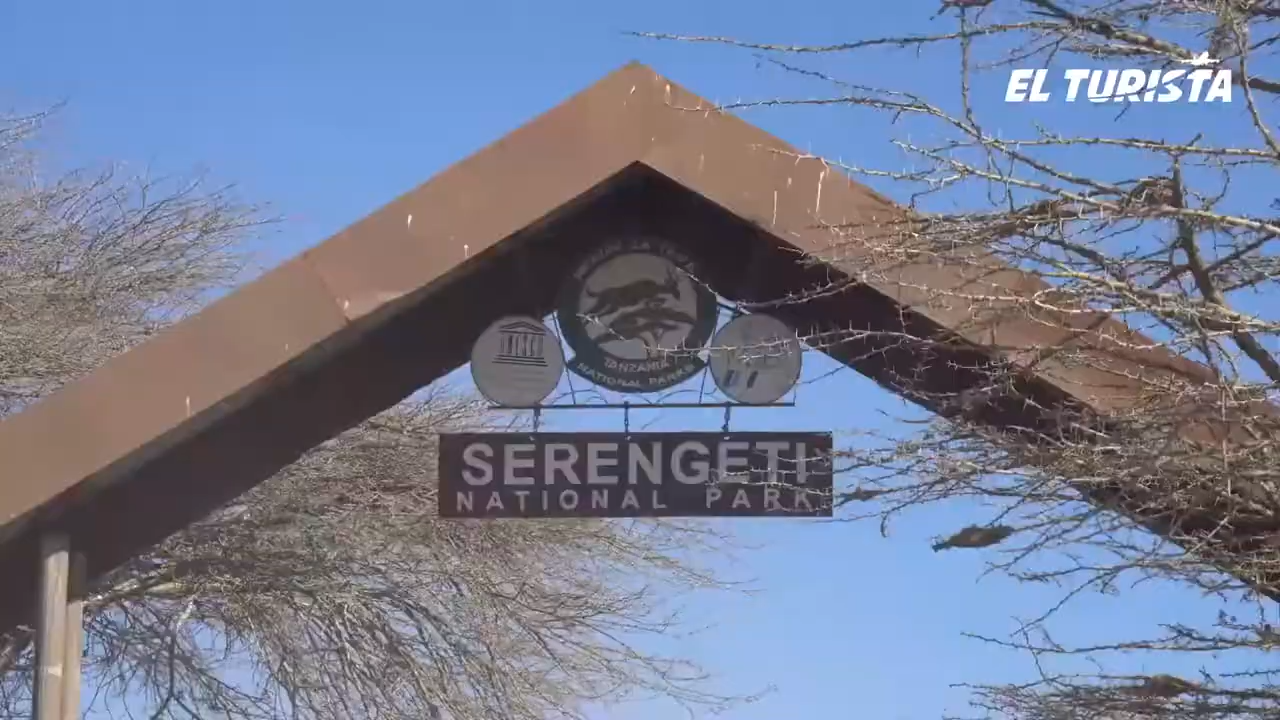 EL TURISTA
TANZANIA
NATIONAL PARKS
SERENGETI
NATIONAL PARK